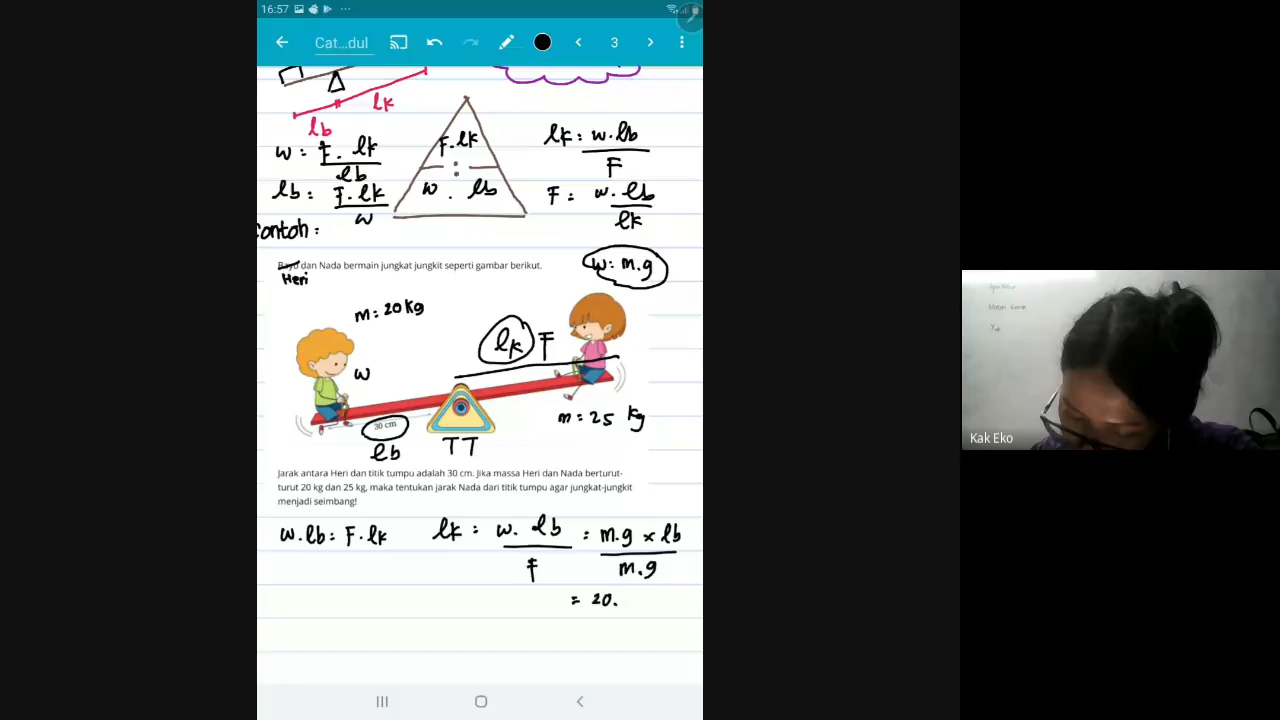 16:57
Cat...dul
3
lb
lk
w = F. lk / lb
F. lk
:
w . lb
lk = w. lb / F
lb = F. lk / w
F = w. lb / lk
Contoh :
Bayu dan Nada bermain jungkat jungkit seperti gambar berikut.
Heri
w = m.g
m = 20 kg
lk F
w
30 cm
m = 25 kg
lb
TT
Jarak antara Heri dan titik tumpu adalah 30 cm. Jika massa Heri dan Nada berturut-
turut 20 kg dan 25 kg, maka tentukan jarak Nada dari titik tumpu agar jungkat-jungkit
menjadi seimbang!
w. lb = F. lk
lk = w. lb / F = m.g x lb / m.g
= 20.
Kak Eko